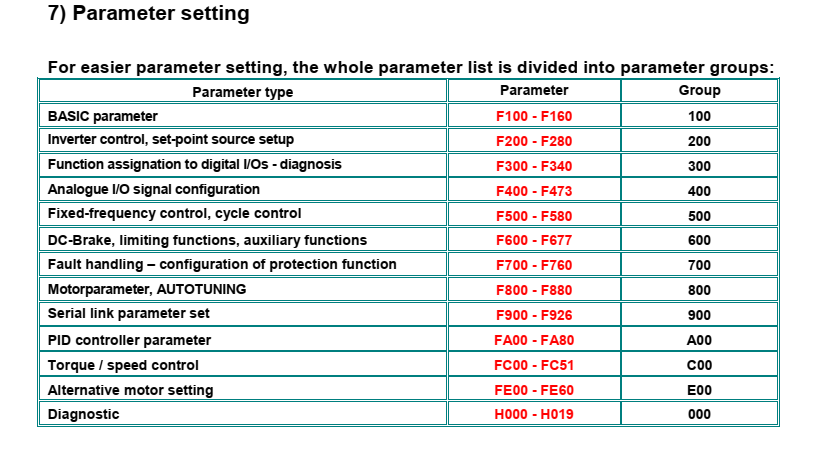 7) Parameter setting
For easier parameter setting, the whole parameter list is divided into parameter groups:
Parameter type Parameter Group
BASIC parameter F100 - F160 100
Inverter control, set-point source setup F200 - F280 200
Function assignation to digital I/Os - diagnosis F300 - F340 300
Analogue I/O signal configuration F400 - F473 400
Fixed-frequency control, cycle control F500 - F580 500
DC-Brake, limiting functions, auxiliary functions F600 - F677 600
Fault handling – configuration of protection function F700 - F760 700
Motorparameter, AUTOTUNING F800 - F880 800
Serial link parameter set F900 - F926 900
PID controller parameter FA00 - FA80 A00
Torque / speed control FC00 - FC51 C00
Alternative motor setting FE00 - FE60 E00
Diagnostic H000 - H019 000